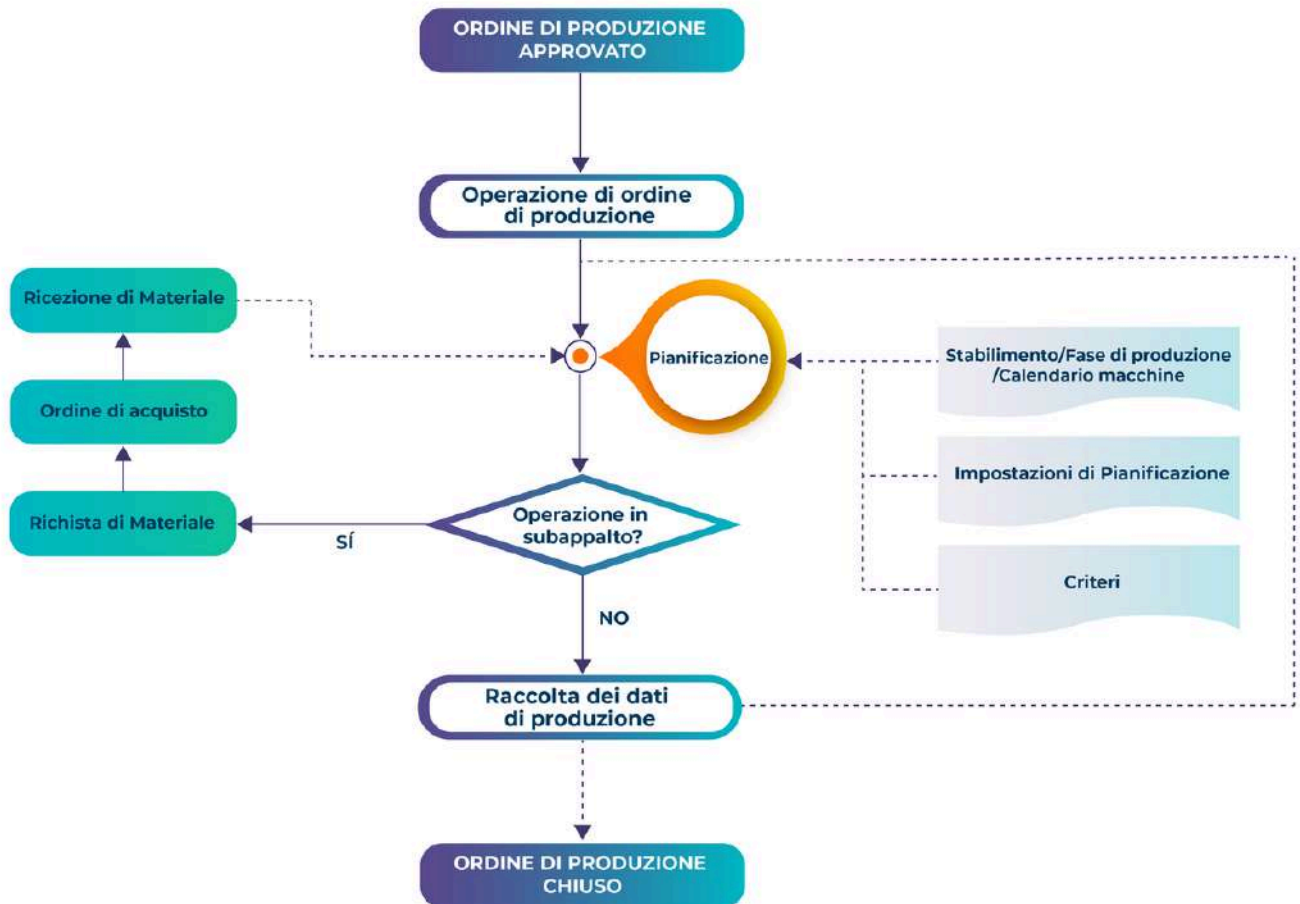 ORDINE DI PRODUZIONE
APPROVATO
Operazione di ordine
di produzione
Ricezione di Materiale
Pianificazione
Stabilimento/Fase di produzione
/Calendario macchine
Ordine di acquisto
Impostazioni di Pianificazione
Richista di Materiale
SÍ
Operazione in
subappalto?
Criteri
NO
Raccolta dei dati
di produzione
ORDINE DI PRODUZIONE
CHIUSO